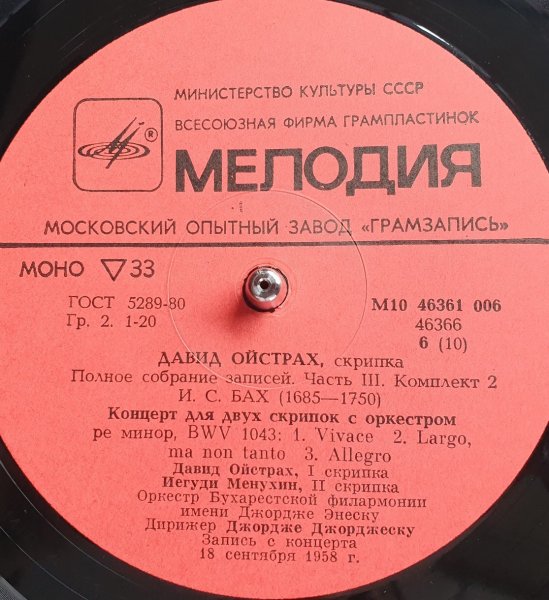 МИНИСТЕРСТВО КУЛЬТУРЫ СССР
ВСЕСОЮЗНАЯ ФИРМА ГРАМПЛАСТИНОК
®
МЕЛОДИЯ
МОСКОВСКИЙ ОПЫТНЫЙ ЗАВОД «ГРАМЗАПИСЬ»
МОНО ▽ 33
ГОСТ 5289-80
Гр. 2. 1-20
М10 46361 006
46366
6 (10)
ДАВИД ОЙСТРАХ, скрипка
Полное собрание записей. Часть III. Комплект 2
И. С. БАХ (1685—1750)
Концерт для двух скрипок с оркестром
ре минор, BWV 1043: 1. Vivace 2. Largo,
ma non tanto 3. Allegro
Давид Ойстрах, I скрипка
Иегуди Менухин, II скрипка
Оркестр Бухарестской филармонии
имени Джордже Энеску
Дирижер Джордже Джорджеску
Запись с концерта
18 сентября 1958 г.